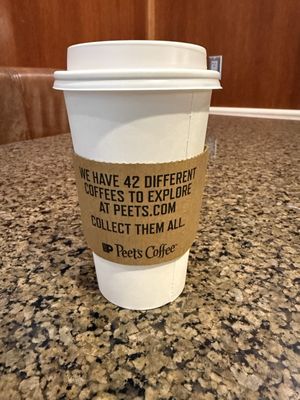 WE HAVE 42 DIFFERENT
COFFEES TO EXPLORE
AT PEETS.COM
COLLECT THEM ALL.
Peet's Coffee